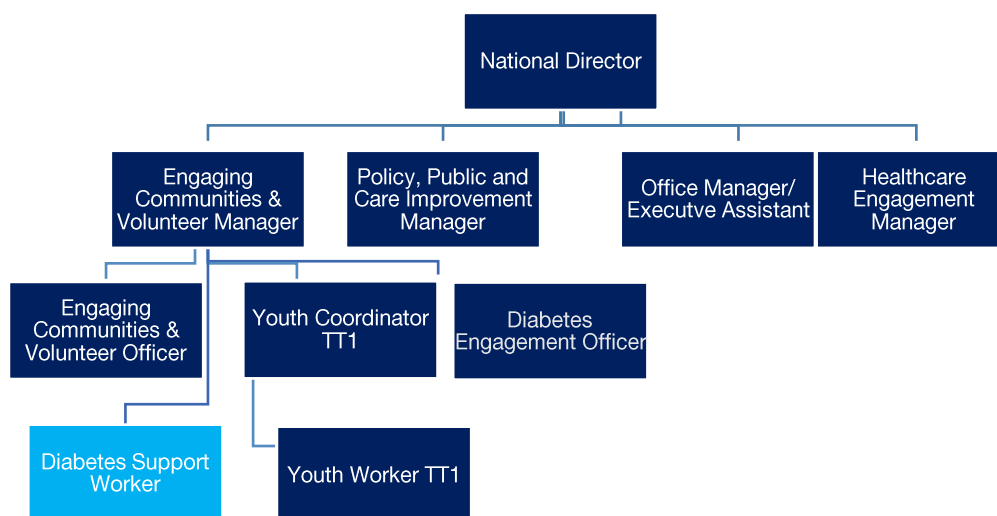 National Director
Engaging
Communities &
Volunteer Manager
Policy, Public and
Care Improvement
Manager
Office Manager/
Executve Assistant
Healthcare
Engagement
Manager
Engaging
Communities &
Volunteer Officer
Youth Coordinator
TT1
Diabetes
Engagement Officer
Diabetes Support
Worker
Youth Worker TT1